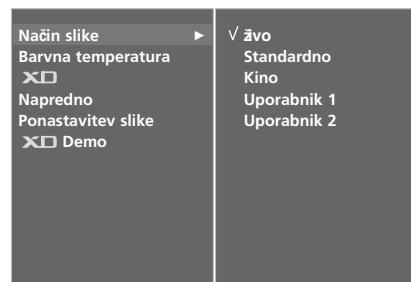 Način slike ►
Barvna temperatura
XD
Napredno
Ponastavitev slike
XD Demo
√ živo
Standardno
Kino
Uporabnik 1
Uporabnik 2